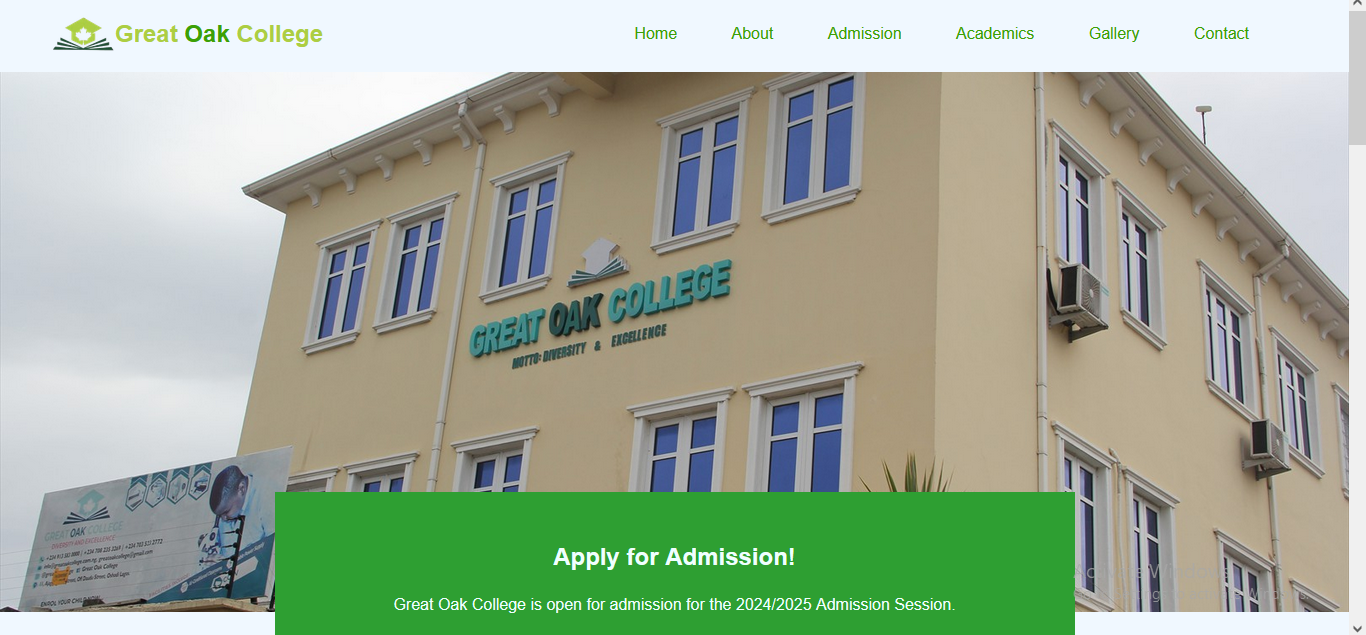 Great Oak College
Home
About
Admission
Academics
Gallery
Contact
GREAT OAK COLLEGE
MOTTO: DIVERSITY & EXCELLENCE
GREAT OAK COLLEGE
DIVERSITY AND EXCELLENCE
ENROL YOUR CHILD NOW
Apply for Admission!
Great Oak College is open for admission for the 2024/2025 Admission Session.